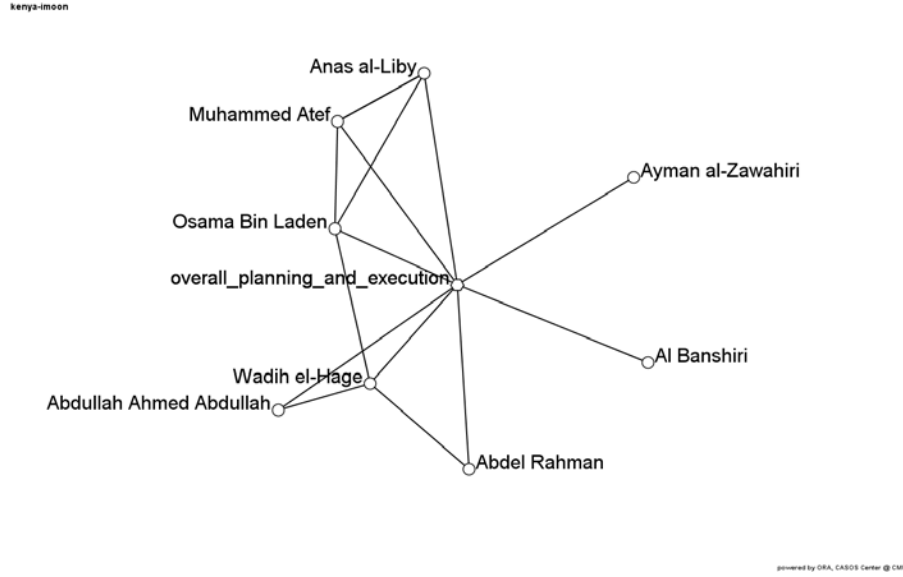 kenya-imoon
Anas al-Liby
Muhammed Atef
Ayman al-Zawahiri
Osama Bin Laden
overall_planning_and_execution
Al Banshiri
Wadih el-Hage
Abdullah Ahmed Abdullah
Abdel Rahman
powered by ORA, CASOS Center @ CMU